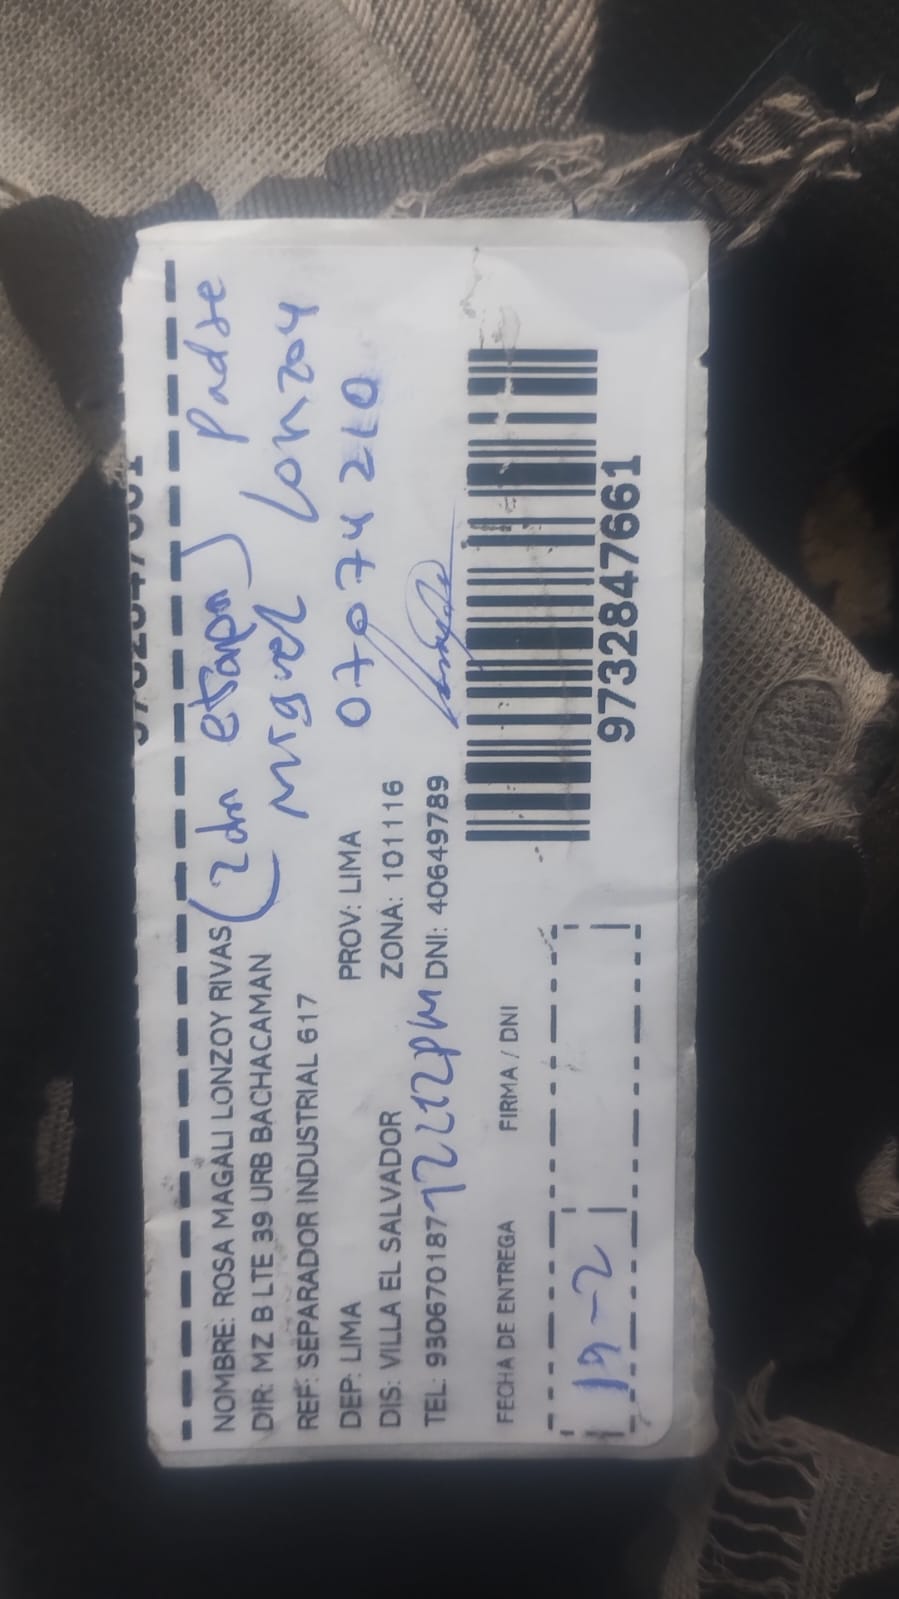 NOMBRE: ROSA MAGALI LONZOY RIVAS (2da etapa) Padre
DIR: MZ B LTE 39 URB BACHACAMAN Miguel Lonzoy
REF: SEPARADOR INDUSTRIAL 617
DEP: LIMA PROV: LIMA 07074210
DIS: VILLA EL SALVADOR ZONA: 101116
TEL: 930670187 12:12PM DNI: 40649789
FECHA DE ENTREGA FIRMA / DNI
19-2
973284761